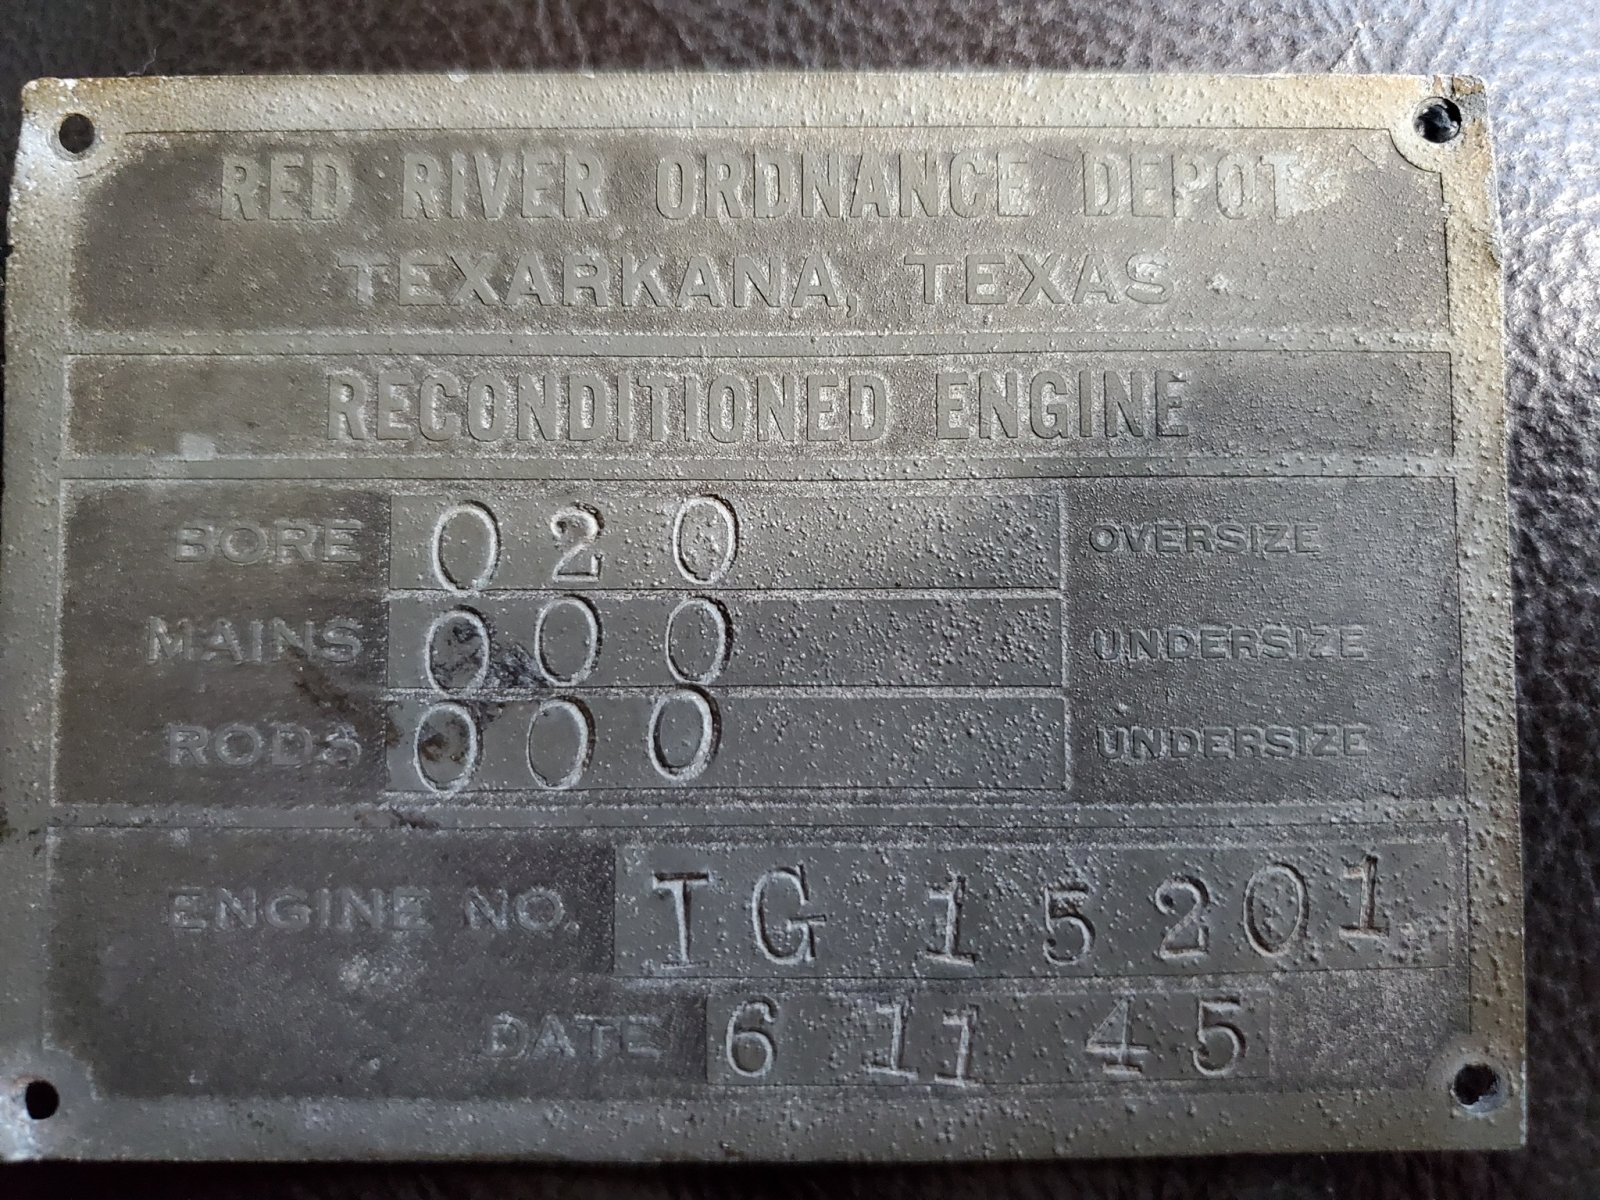 RED RIVER ORDNANCE DEPOT
TEXARKANA, TEXAS
RECONDITIONED ENGINE
BORE 020 OVERSIZE
MAINS 000 UNDERSIZE
RODS 000 UNDERSIZE
ENGINE NO. IG 15201
DATE 6 11 45